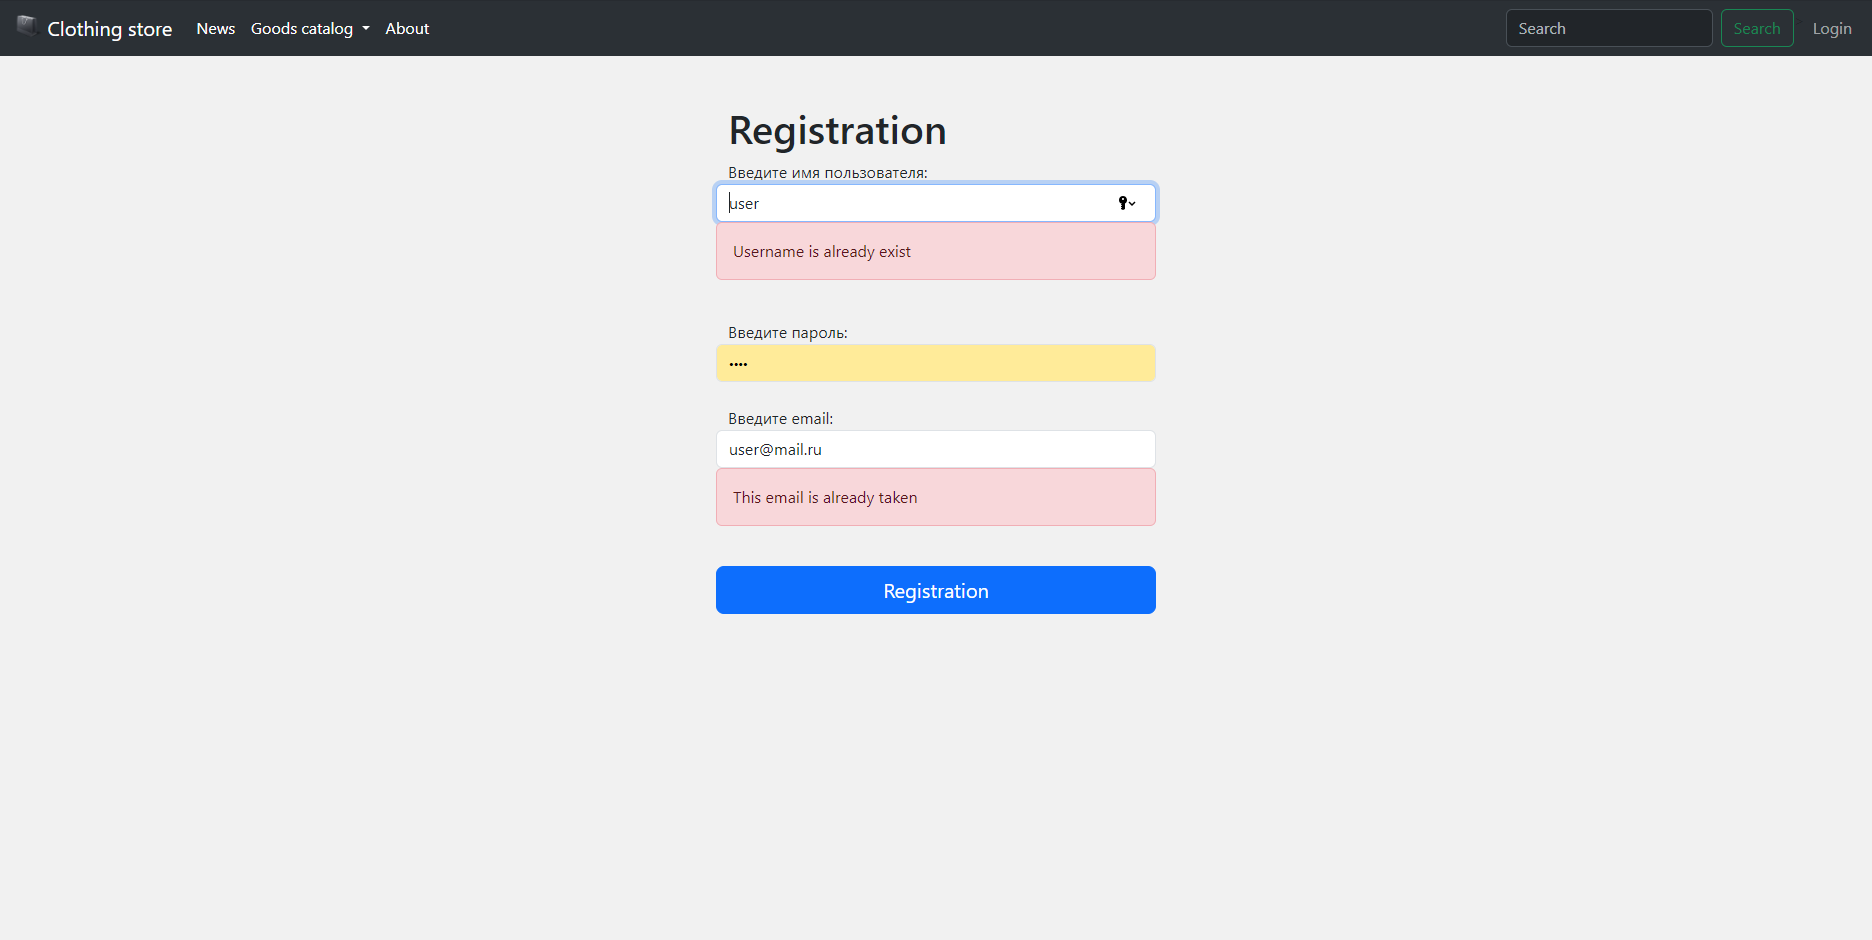 Clothing store News Goods catalog About Search Search Login
Registration
Введите имя пользователя:
user
Username is already exist
Введите пароль:
••••
Введите email:
user@mail.ru
This email is already taken
Registration